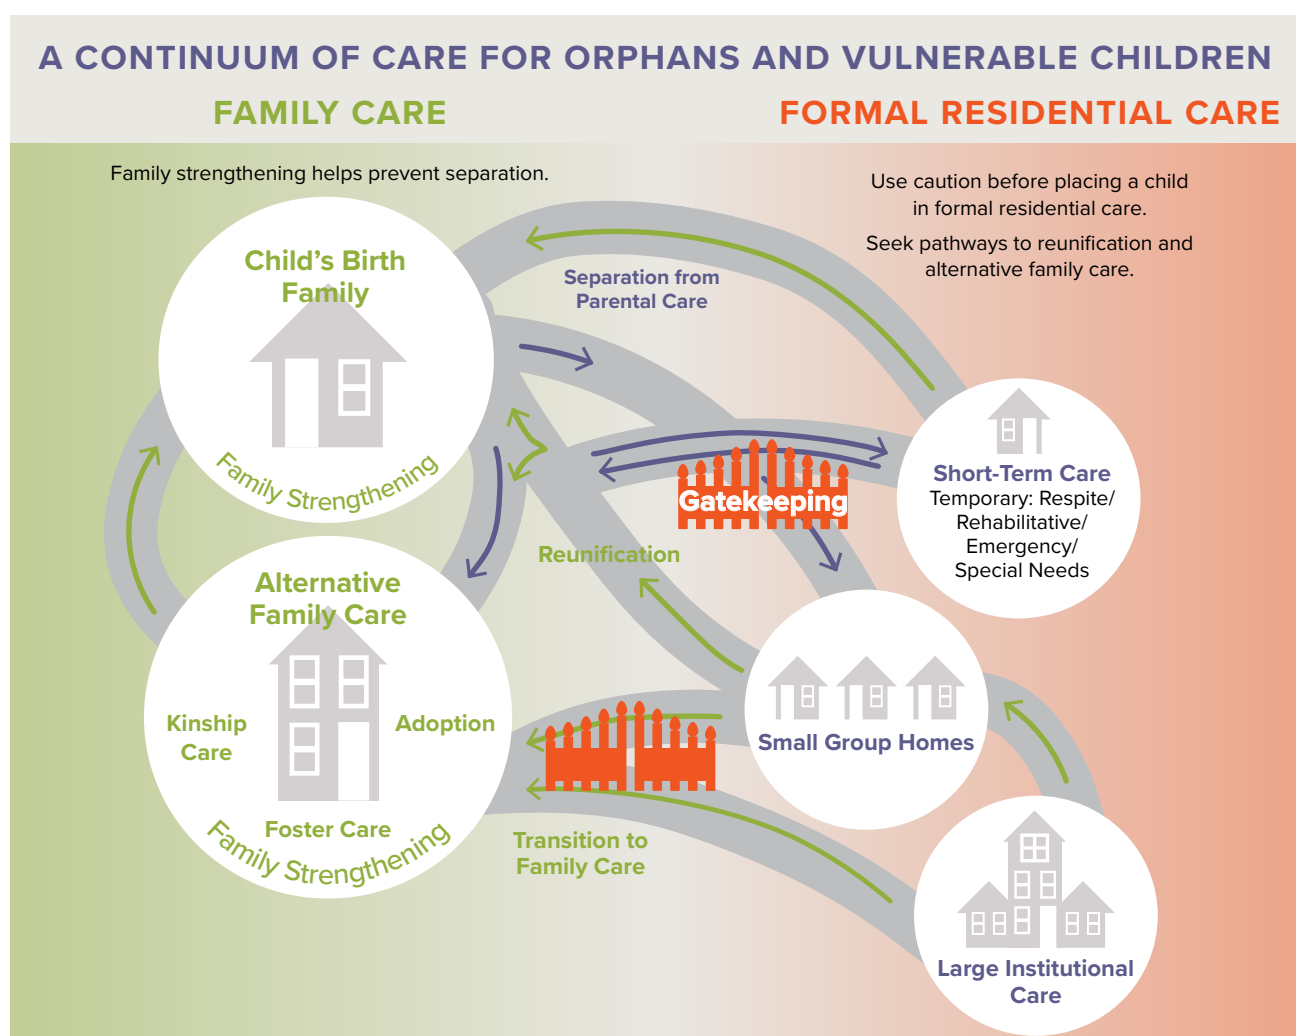 A CONTINUUM OF CARE FOR ORPHANS AND VULNERABLE CHILDREN
FAMILY CARE
FORMAL RESIDENTIAL CARE
Family strengthening helps prevent separation.
Use caution before placing a child
in formal residential care.
Seek pathways to reunification and
alternative family care.
Child’s Birth
Family
Family Strengthening
Separation from
Parental Care
Gatekeeping
Short-Term Care
Temporary: Respite/
Rehabilitative/
Emergency/
Special Needs
Reunification
Alternative
Family Care
Kinship
Care
Adoption
Foster Care
Family Strengthening
Small Group Homes
Transition to
Family Care
Large Institutional
Care